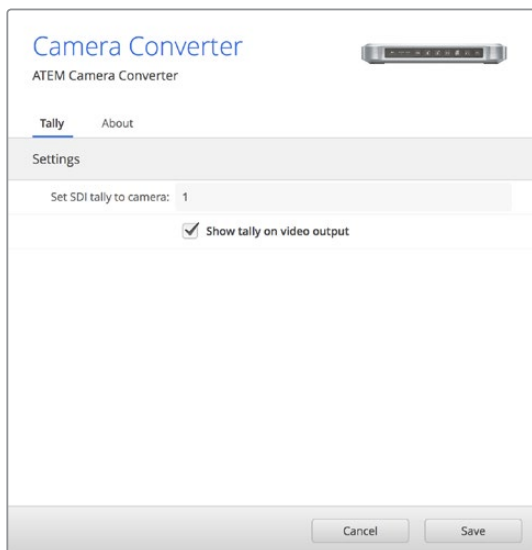 Camera Converter
ATEM Camera Converter
Tally About
Settings
Set SDI tally to camera: 1
Show tally on video output
Cancel Save